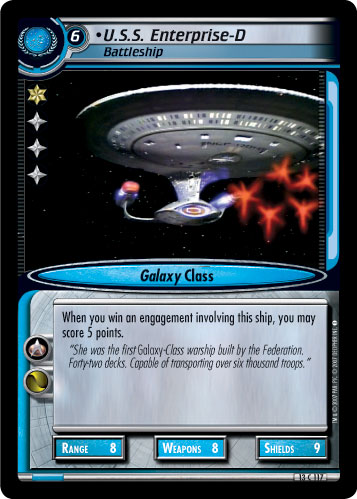 6
•U.S.S. Enterprise-D
Battleship
Galaxy Class
When you win an engagement involving this ship, you may
score 5 points.
"She was the first Galaxy-Class warship built by the Federation.
Forty-two decks. Capable of transporting over six thousand troops."
RANGE 8
WEAPONS 8
SHIELDS 9
13 C 117